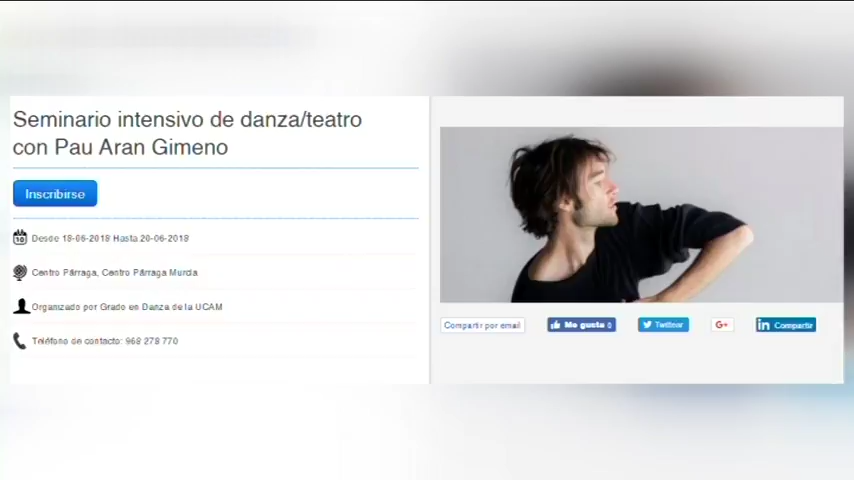 Seminario intensivo de danza/teatro
con Pau Aran Gimeno
Inscribirse
Desde 18-06-2018 Hasta 20-06-2018
Centro Párraga, Centro Párraga Murcia
Organizado por Grado en Danza de la UCAM
Teléfono de contacto: 968 278 770
Compartir por email
Me gusta 0
Twittear
G+
in Compartir